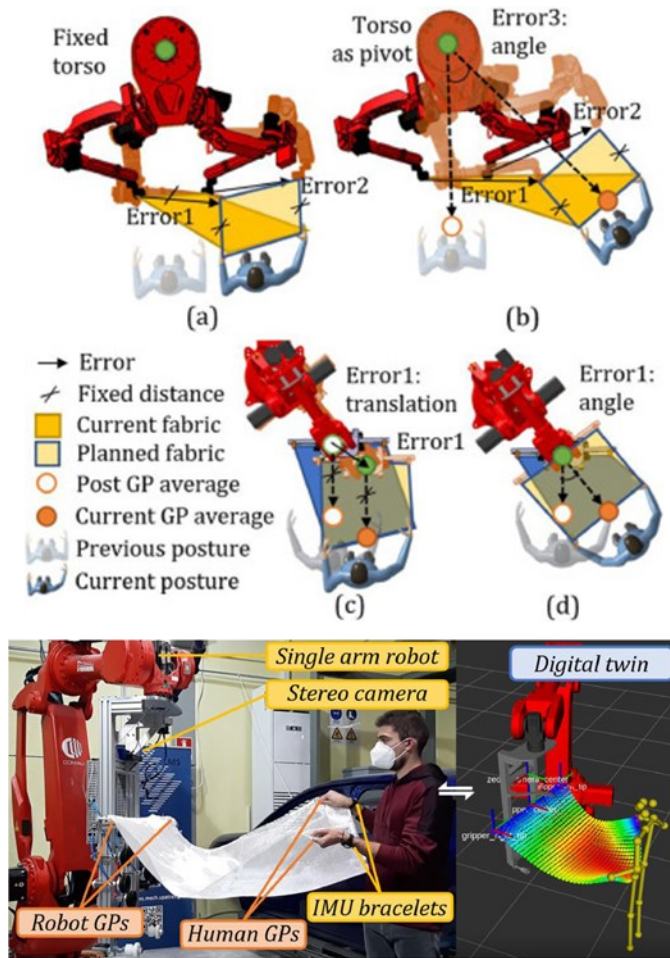 Fixed
torso
Error1
Error2
(a)
Torso
as pivot
Error3:
angle
Error2
Error1
(b)
Error
Fixed distance
Current fabric
Planned fabric
Post GP average
Current GP average
Previous posture
Current posture
Error1:
translation
Error1
(c)
Error1:
angle
(d)
Single arm robot
Stereo camera
Robot GPs
Human GPs
IMU bracelets
Digital twin